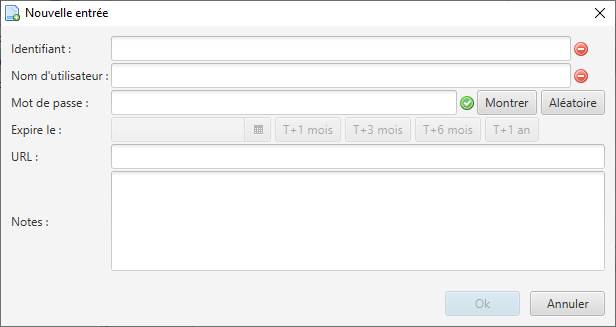 Nouvelle entrée
Identifiant :
Nom d'utilisateur :
Mot de passe : Montrer Aléatoire
Expire le : T+1 mois T+3 mois T+6 mois T+1 an
URL :
Notes :
Ok Annuler